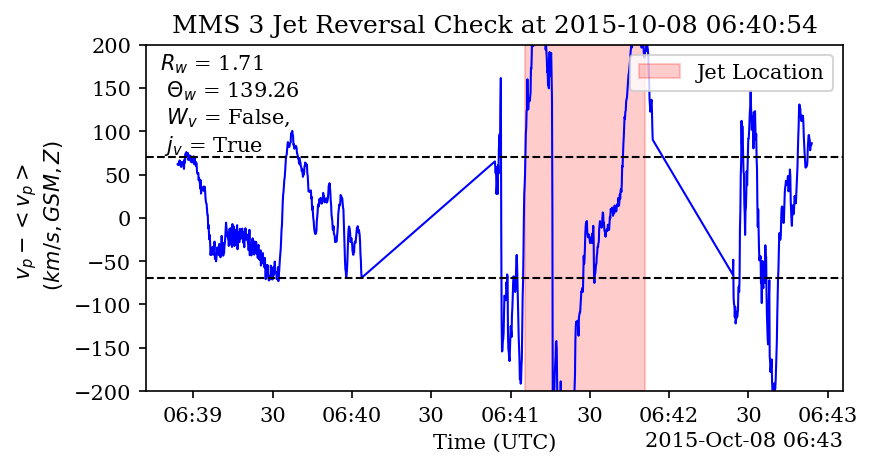 MMS 3 Jet Reversal Check at 2015-10-08 06:40:54
R_w = 1.71
Θ_w = 139.26
W_v = False,
j_v = True
Jet Location
v_p − < v_p >
(km/s, GSM, Z)
200
150
100
50
0
−50
−100
−150
−200
06:39 30 06:40 30 06:41 30 06:42 30 06:43
Time (UTC)
2015-Oct-08 06:43